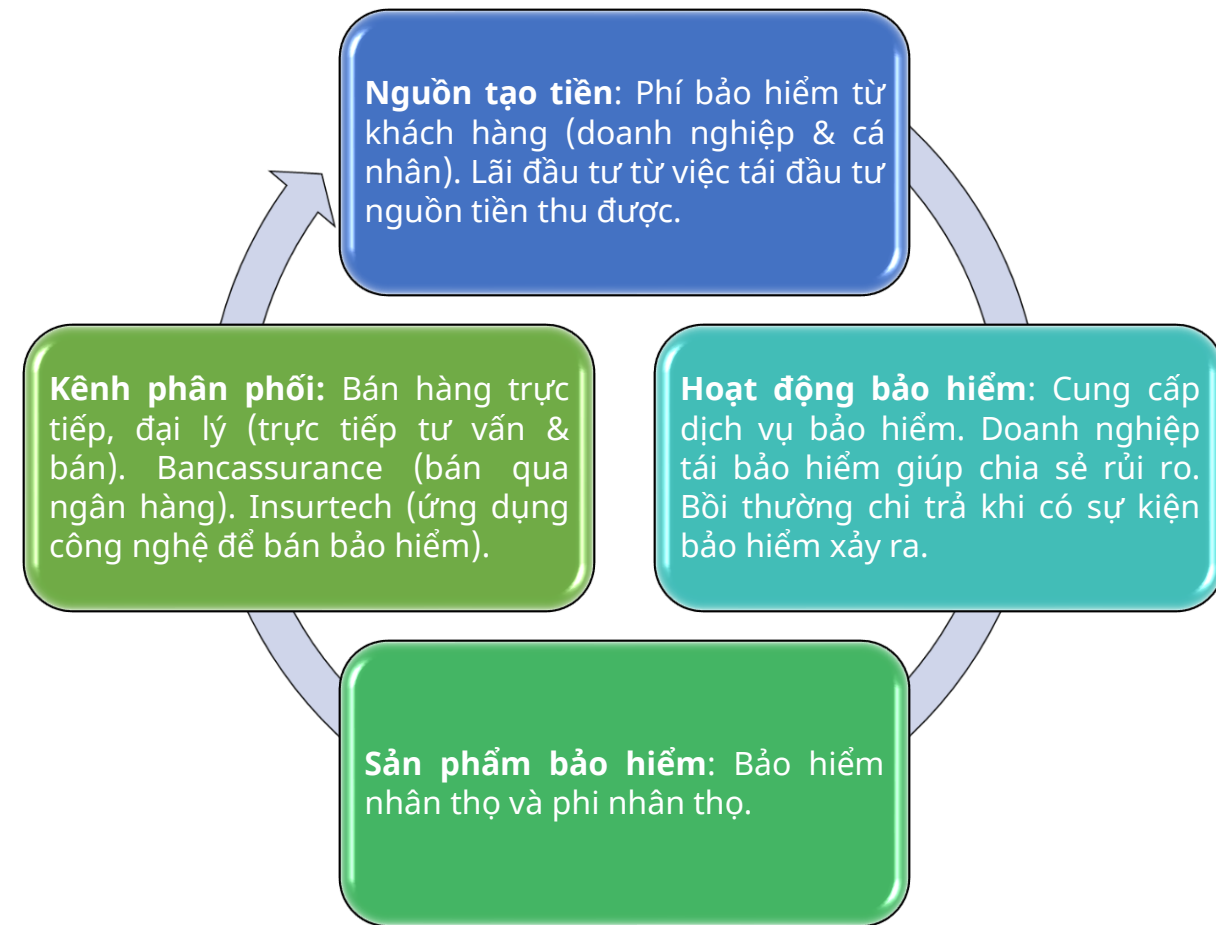 Nguồn tạo tiền: Phí bảo hiểm từ
khách hàng (doanh nghiệp & cá
nhân). Lãi đầu tư từ việc tái đầu tư
nguồn tiền thu được.
Hoạt động bảo hiểm: Cung cấp
dịch vụ bảo hiểm. Doanh nghiệp
tái bảo hiểm giúp chia sẻ rủi ro.
Bồi thường chi trả khi có sự kiện
bảo hiểm xảy ra.
Sản phẩm bảo hiểm: Bảo hiểm
nhân thọ và phi nhân thọ.
Kênh phân phối: Bán hàng trực
tiếp, đại lý (trực tiếp tư vấn &
bán). Bancassurance (bán qua
ngân hàng). Insurtech (ứng dụng
công nghệ để bán bảo hiểm).